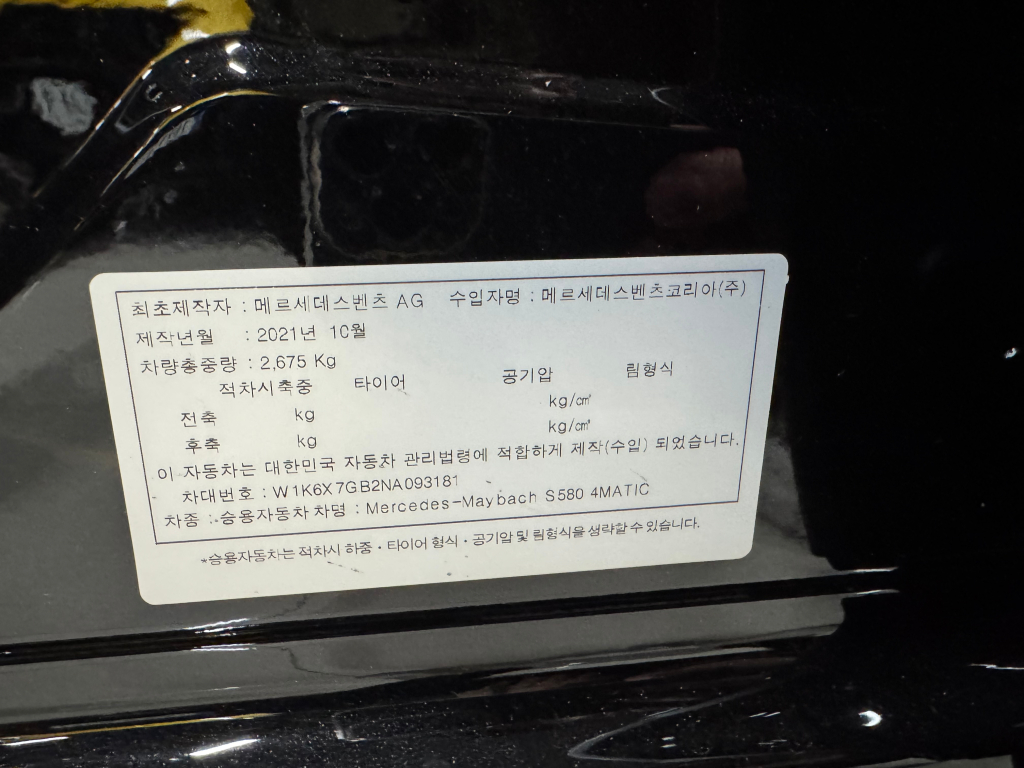 최초제작자 : 메르세데스벤츠 AG 수입자명 : 메르세데스벤츠코리아(주)
제작년월 : 2021년 10월
차량총중량 : 2,675 Kg
적차시축중 타이어 공기압 림형식
전축 kg kg/㎠
후축 kg kg/㎠
이 자동차는 대한민국 자동차 관리법령에 적합하게 제작(수입) 되었습니다.
차대번호 : W1K6X7GB2NA093181
차종 : 승용자동차 차명 : Mercedes-Maybach S580 4MATIC
*승용자동차는 적차시 하중 · 타이어 형식 · 공기압 및 림형식을 생략할 수 있습니다.